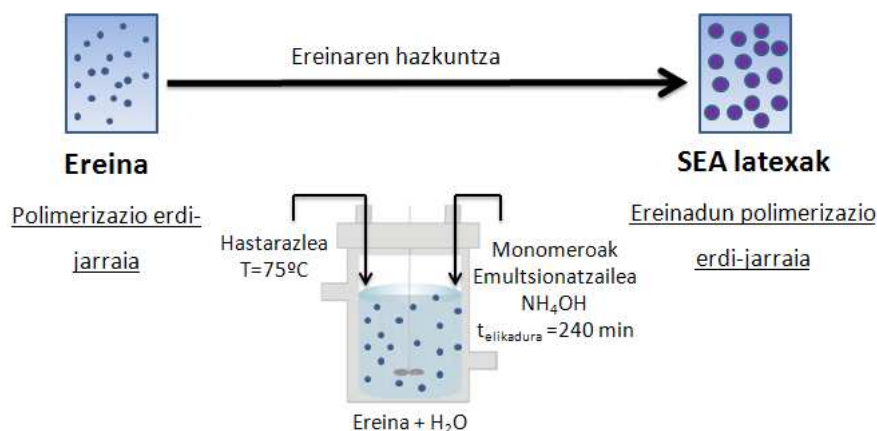 Ereinaren hazkuntza
Ereina
SEA latexak
Polimerizazio erdi-
jarraia
Ereinadun polimerizazio
erdi-jarraia
Hastarazlea
T=75ºC
Monomeroak
Emultsionatzailea
NH₄OH
t_elikadura =240 min
Ereina + H₂O